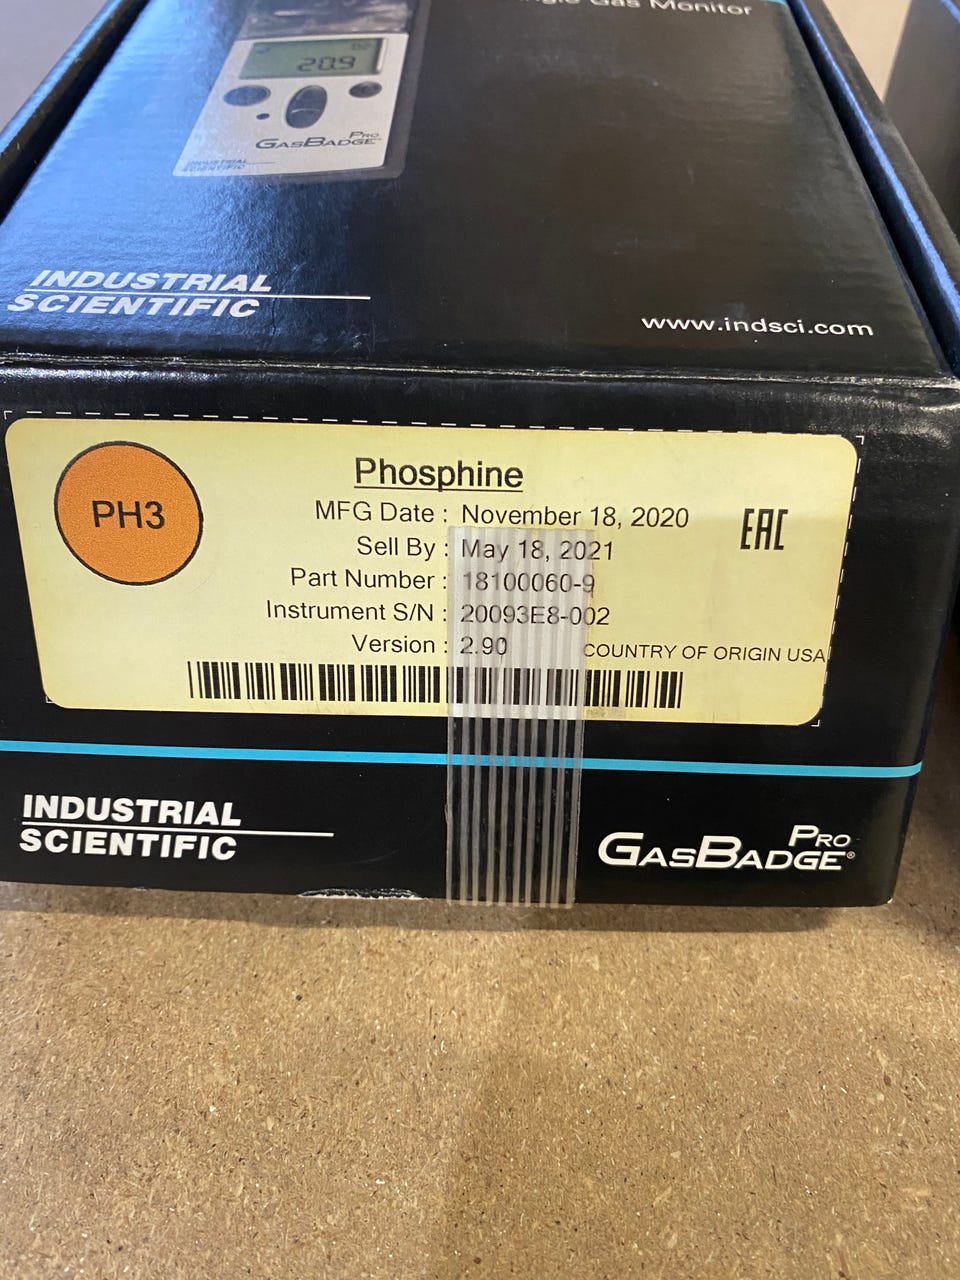 Gas Monitor
20.9
PRO
GASBADGE
INDUSTRIAL
SCIENTIFIC
INDUSTRIAL
SCIENTIFIC
www.indsci.com
PH3
Phosphine
MFG Date : November 18, 2020
Sell By : May 18, 2021
Part Number : 18100060-9
Instrument S/N : 20093E8-002
Version : 2.90
COUNTRY OF ORIGIN USA
EAC
INDUSTRIAL
SCIENTIFIC
PRO
GASBADGE®